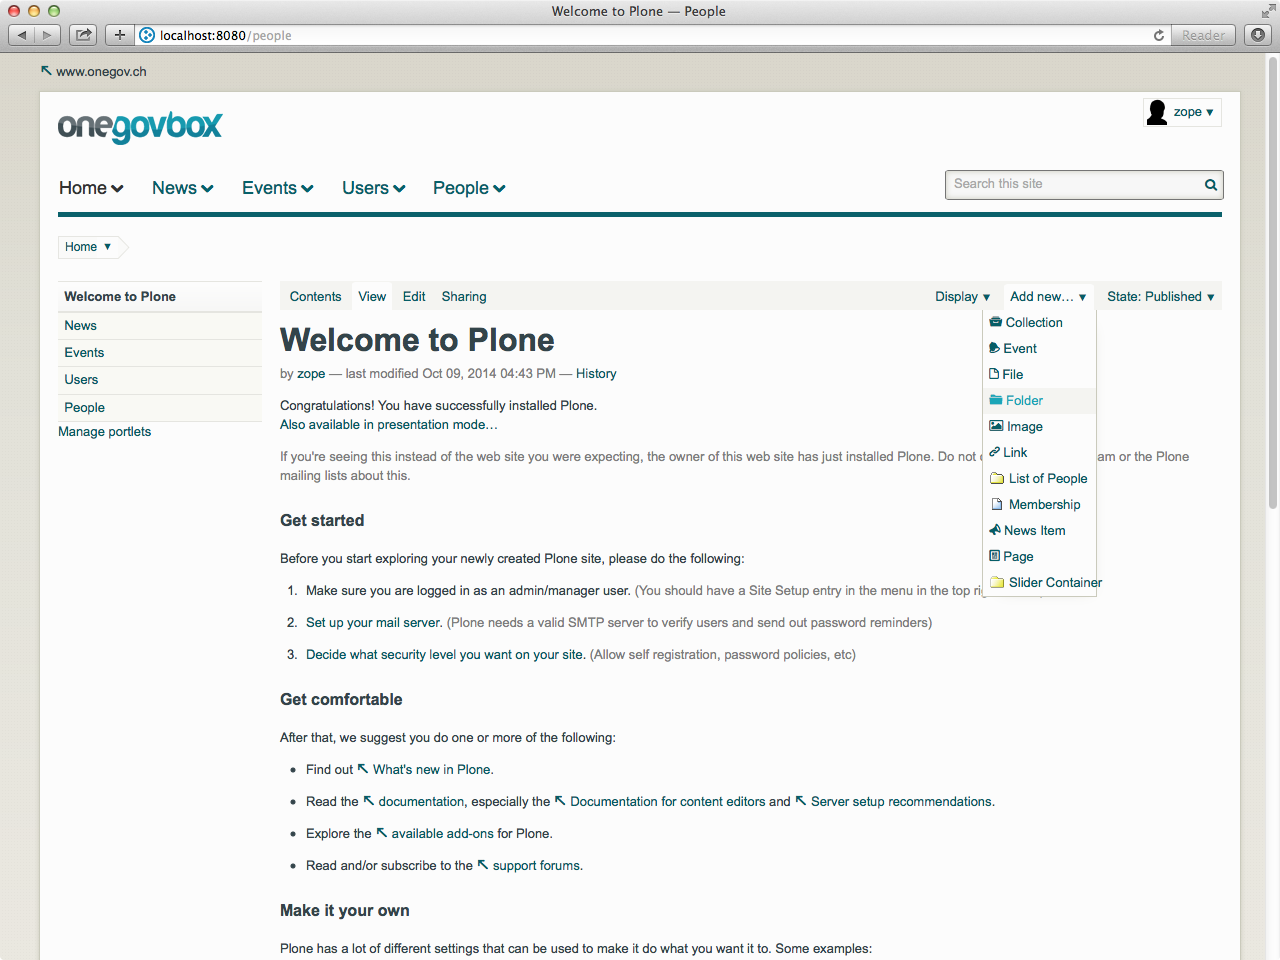 Welcome to Plone — People
localhost:8080/people
Reader
www.onegov.ch
onegovbox
zope ▼
Home News Events Users People
Search this site
Home ▼
Welcome to Plone
News
Events
Users
People
Manage portlets
Contents View Edit Sharing Display ▼ Add new… ▼ State: Published ▼
Collection
Event
File
Folder
Image
Link
List of People
Membership
News Item
Page
Slider Container
Welcome to Plone
by zope — last modified Oct 09, 2014 04:43 PM — History
Congratulations! You have successfully installed Plone.
Also available in presentation mode…
If you're seeing this instead of the web site you were expecting, the owner of this web site has just installed Plone. Do not am or the Plone
mailing lists about this.
Get started
Before you start exploring your newly created Plone site, please do the following:
1. Make sure you are logged in as an admin/manager user. (You should have a Site Setup entry in the menu in the top
2. Set up your mail server. (Plone needs a valid SMTP server to verify users and send out password reminders)
3. Decide what security level you want on your site. (Allow self registration, password policies, etc)
Get comfortable
After that, we suggest you do one or more of the following:
• Find out What's new in Plone.
• Read the documentation, especially the Documentation for content editors and Server setup recommendations.
• Explore the available add-ons for Plone.
• Read and/or subscribe to the support forums.
Make it your own
Plone has a lot of different settings that can be used to make it do what you want it to. Some examples: